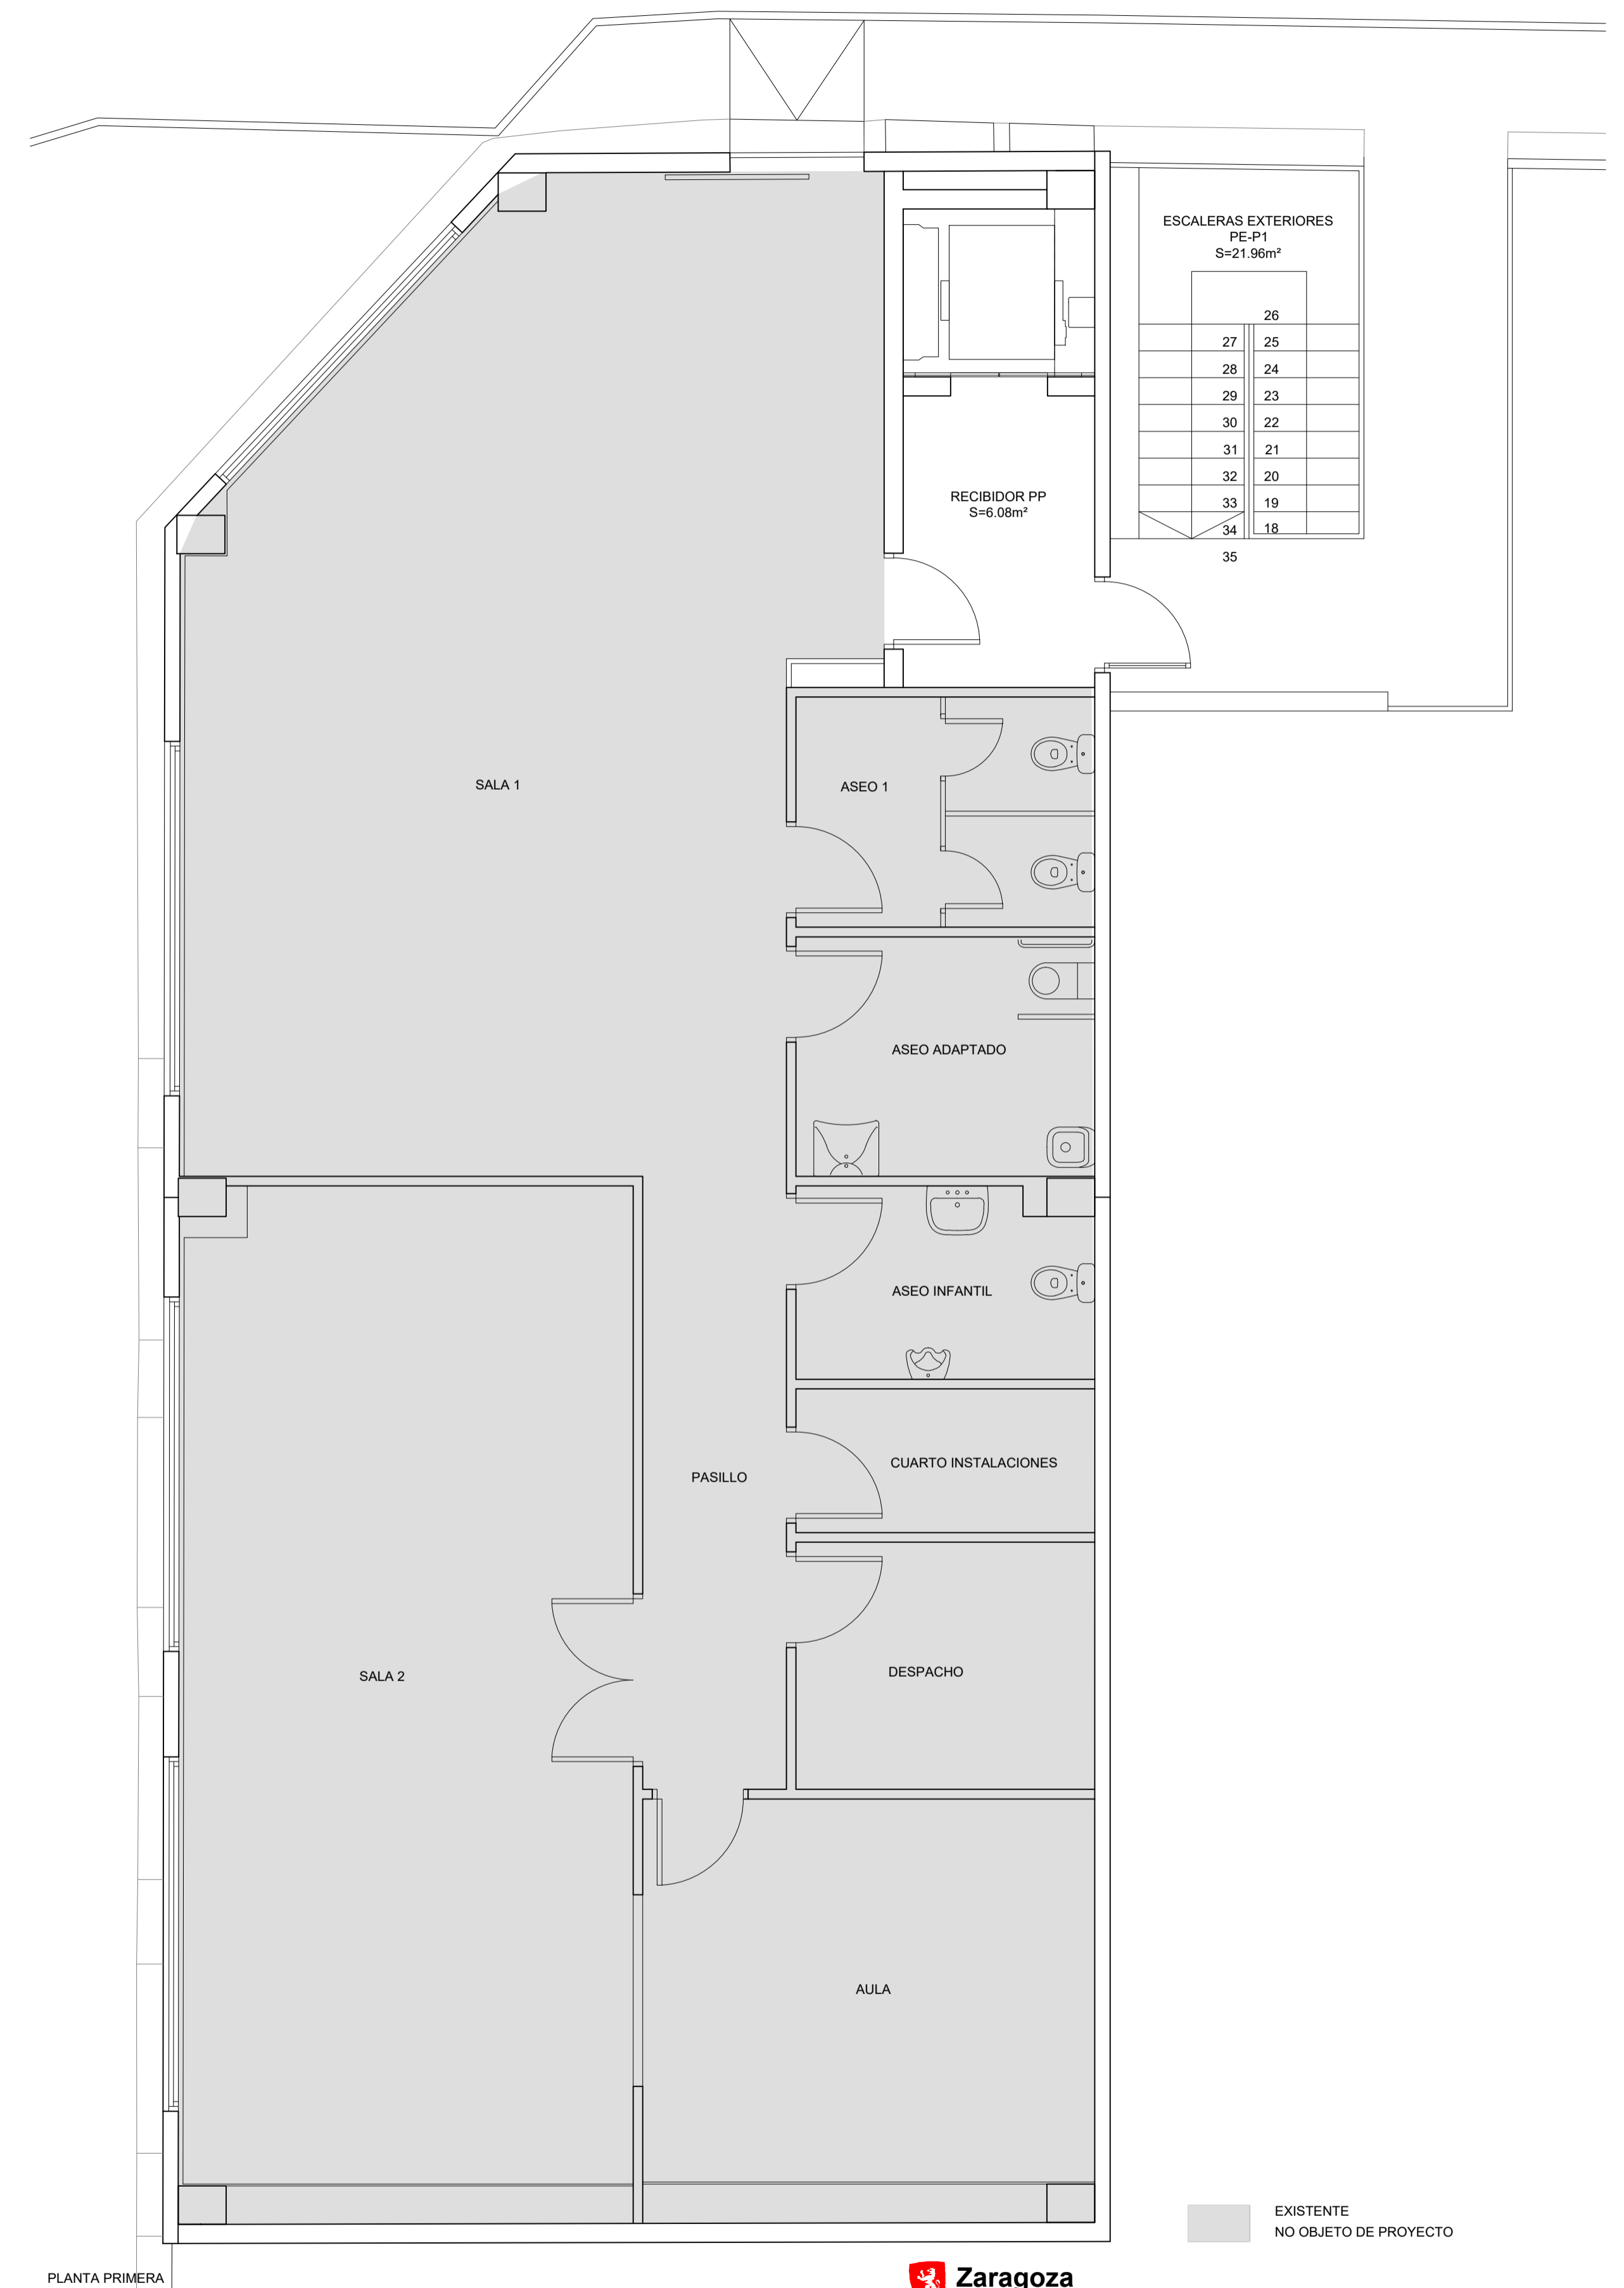 ESCALERAS EXTERIORES
PE-P1
S=21.96m²
26
27 25
28 24
29 23
30 22
31 21
32 20
33 19
34 18
35
RECIBIDOR PP
S=6.08m²
SALA 1
ASEO 1
ASEO ADAPTADO
ASEO INFANTIL
CUARTO INSTALACIONES
PASILLO
DESPACHO
SALA 2
AULA
EXISTENTE
NO OBJETO DE PROYECTO
PLANTA PRIMERA
Zaragoza